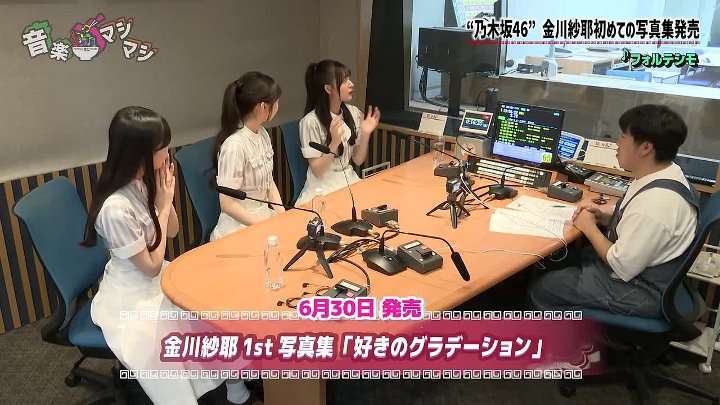 音楽マシマシ
“乃木坂46” 金川紗耶初めての写真集発売
♪フォルテシモ
6月30日 発売
金川紗耶 1st 写真集「好きのグラデーション」